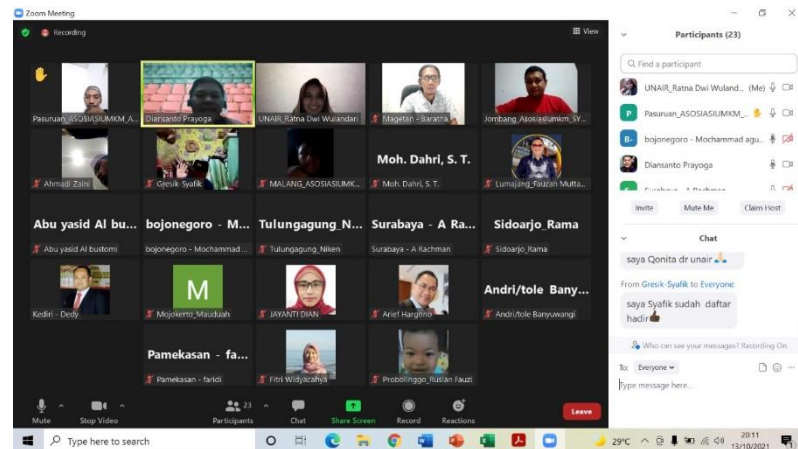 Zoom Meeting
Recording
View
Pasuruan_ASOSIASIUMKM_A...
Diansanto Prayoga
UNAIR_Ratna Dwi Wulandari
Magetan - Baratha
Jombang_Asosiasiumkm_SY...
Moh. Dahri, S. T.
Ahmadi Zaini
Gresik-Syafik
MALANG_ASOSIASIUMK...
Moh. Dahri, S. T.
Lumajang_Fauzan Mutta...
Abu yasid Al bu...
bojonegoro - M...
Tulungagung_N...
Surabaya - A Ra...
Sidoarjo_Rama
Abu yasid Al bustomi
bojonegoro - Mochammad...
Tulungagung_Niken
Surabaya - A Rachman
Sidoarjo_Rama
M
Andri/tole Bany...
Kediri - Dedy
Mojokerto_Mauduah
JAYANTI DIAN
Arief Hargono
Andri/tole Banyuwangi
Pamekasan - fa...
Pamekasan - faridi
Fitri Widyacahya
Probolinggo_Ruslan Fauzi
Mute
Stop Video
23
Participants
Chat
Share Screen
Record
Reactions
Leave
Participants (23)
Find a participant
UNAIR_Ratna Dwi Wuland... (Me)
P
Pasuruan_ASOSIASIUMKM_...
B-
bojonegoro - Mochammad agu...
Diansanto Prayoga
Surabaya - A Rachman
Invite
Mute Me
Claim Host
Chat
saya Qonita dr unair
From Gresik-Syafik to Everyone:
saya Syafik sudah daftar
hadir
Who can see your messages? Recording On
To: Everyone
Type message here...
Type here to search
29°C
20:11
13/10/2021